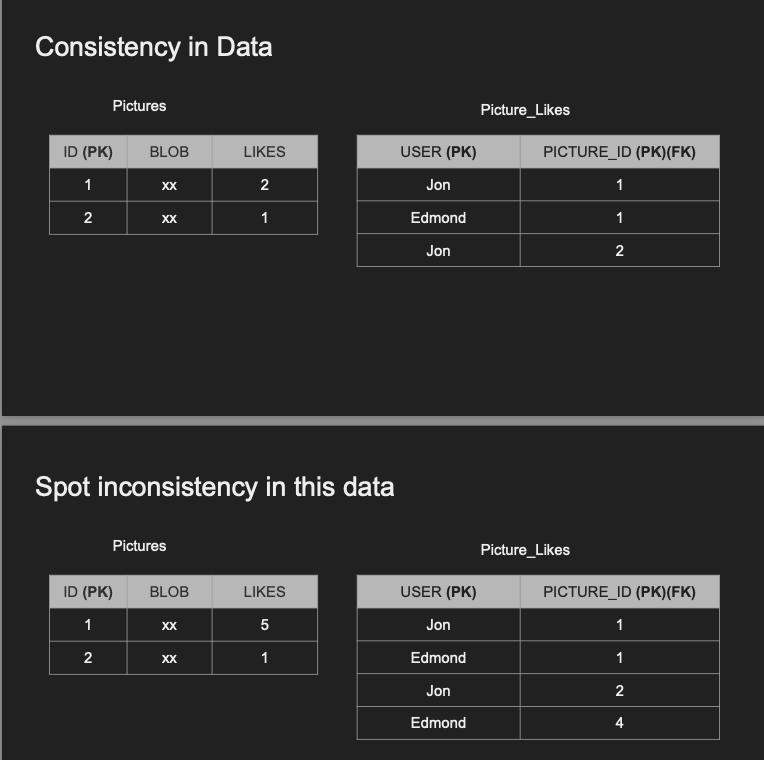 Consistency in Data
Pictures
Picture_Likes
ID (PK) BLOB LIKES
1 xx 2
2 xx 1
USER (PK) PICTURE_ID (PK)(FK)
Jon 1
Edmond 1
Jon 2
Spot inconsistency in this data
Pictures
Picture_Likes
ID (PK) BLOB LIKES
1 xx 5
2 xx 1
USER (PK) PICTURE_ID (PK)(FK)
Jon 1
Edmond 1
Jon 2
Edmond 4